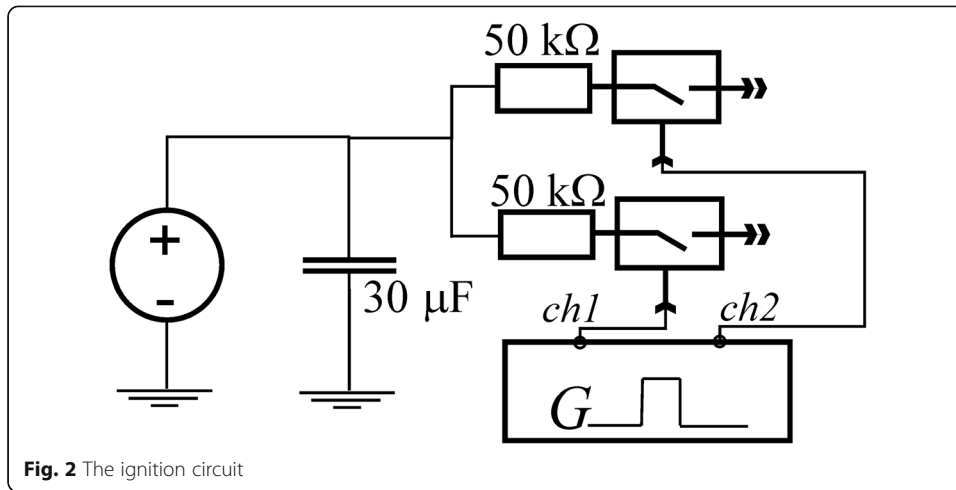 50 kΩ
50 kΩ
+
-
30 μF
ch1 ch2
G
Fig. 2 The ignition circuit